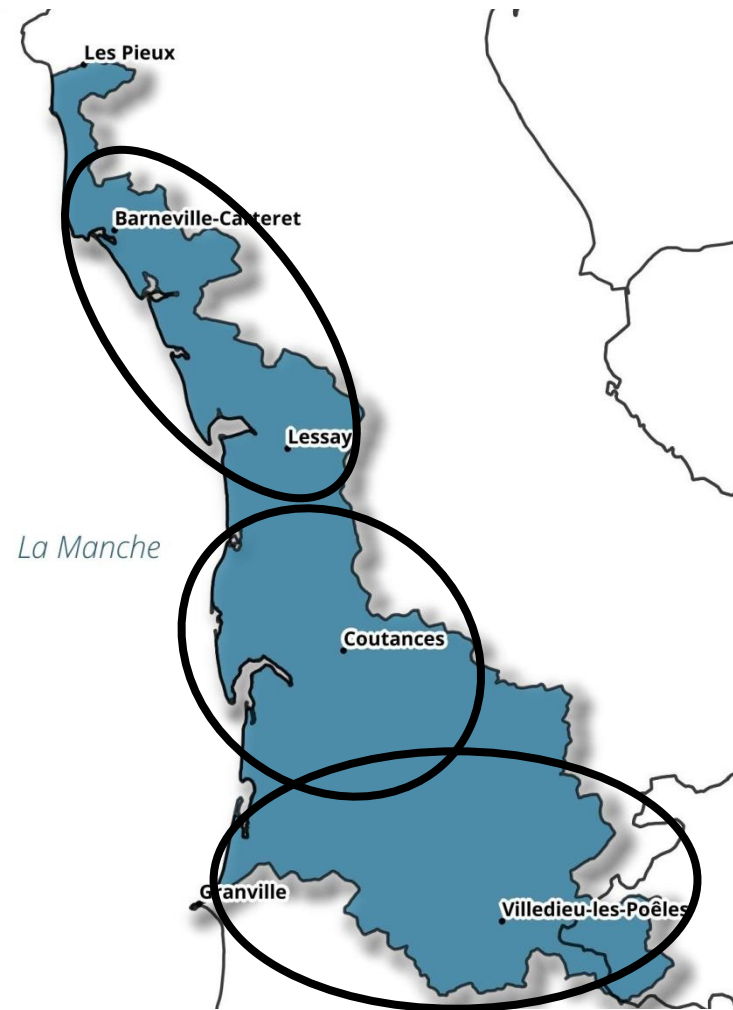 Les Pieux
Barneville-Carteret
Lessay
La Manche
Coutances
Granville
Villedieu-les-Poêles